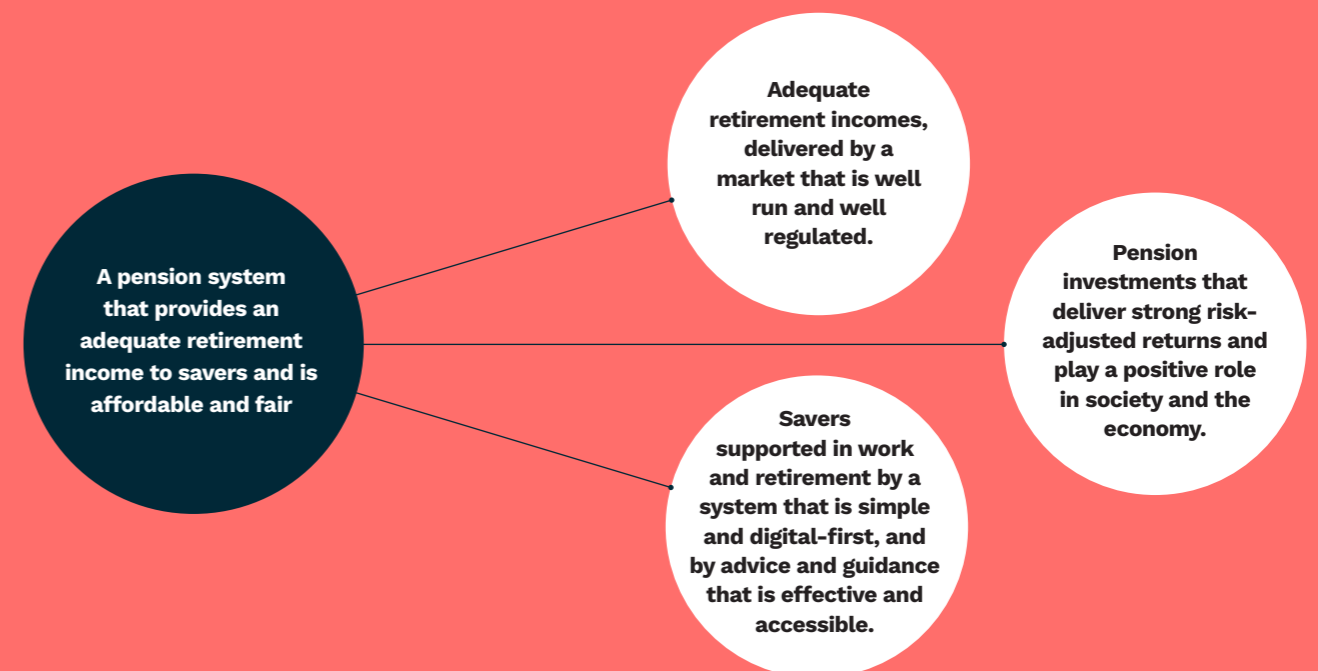 A pension system
that provides an
adequate retirement
income to savers and is
affordable and fair
Adequate
retirement incomes,
delivered by a
market that is well
run and well
regulated.
Pension
investments that
deliver strong risk-
adjusted returns and
play a positive role
in society and the
economy.
Savers
supported in work
and retirement by a
system that is simple
and digital-first, and
by advice and guidance
that is effective and
accessible.